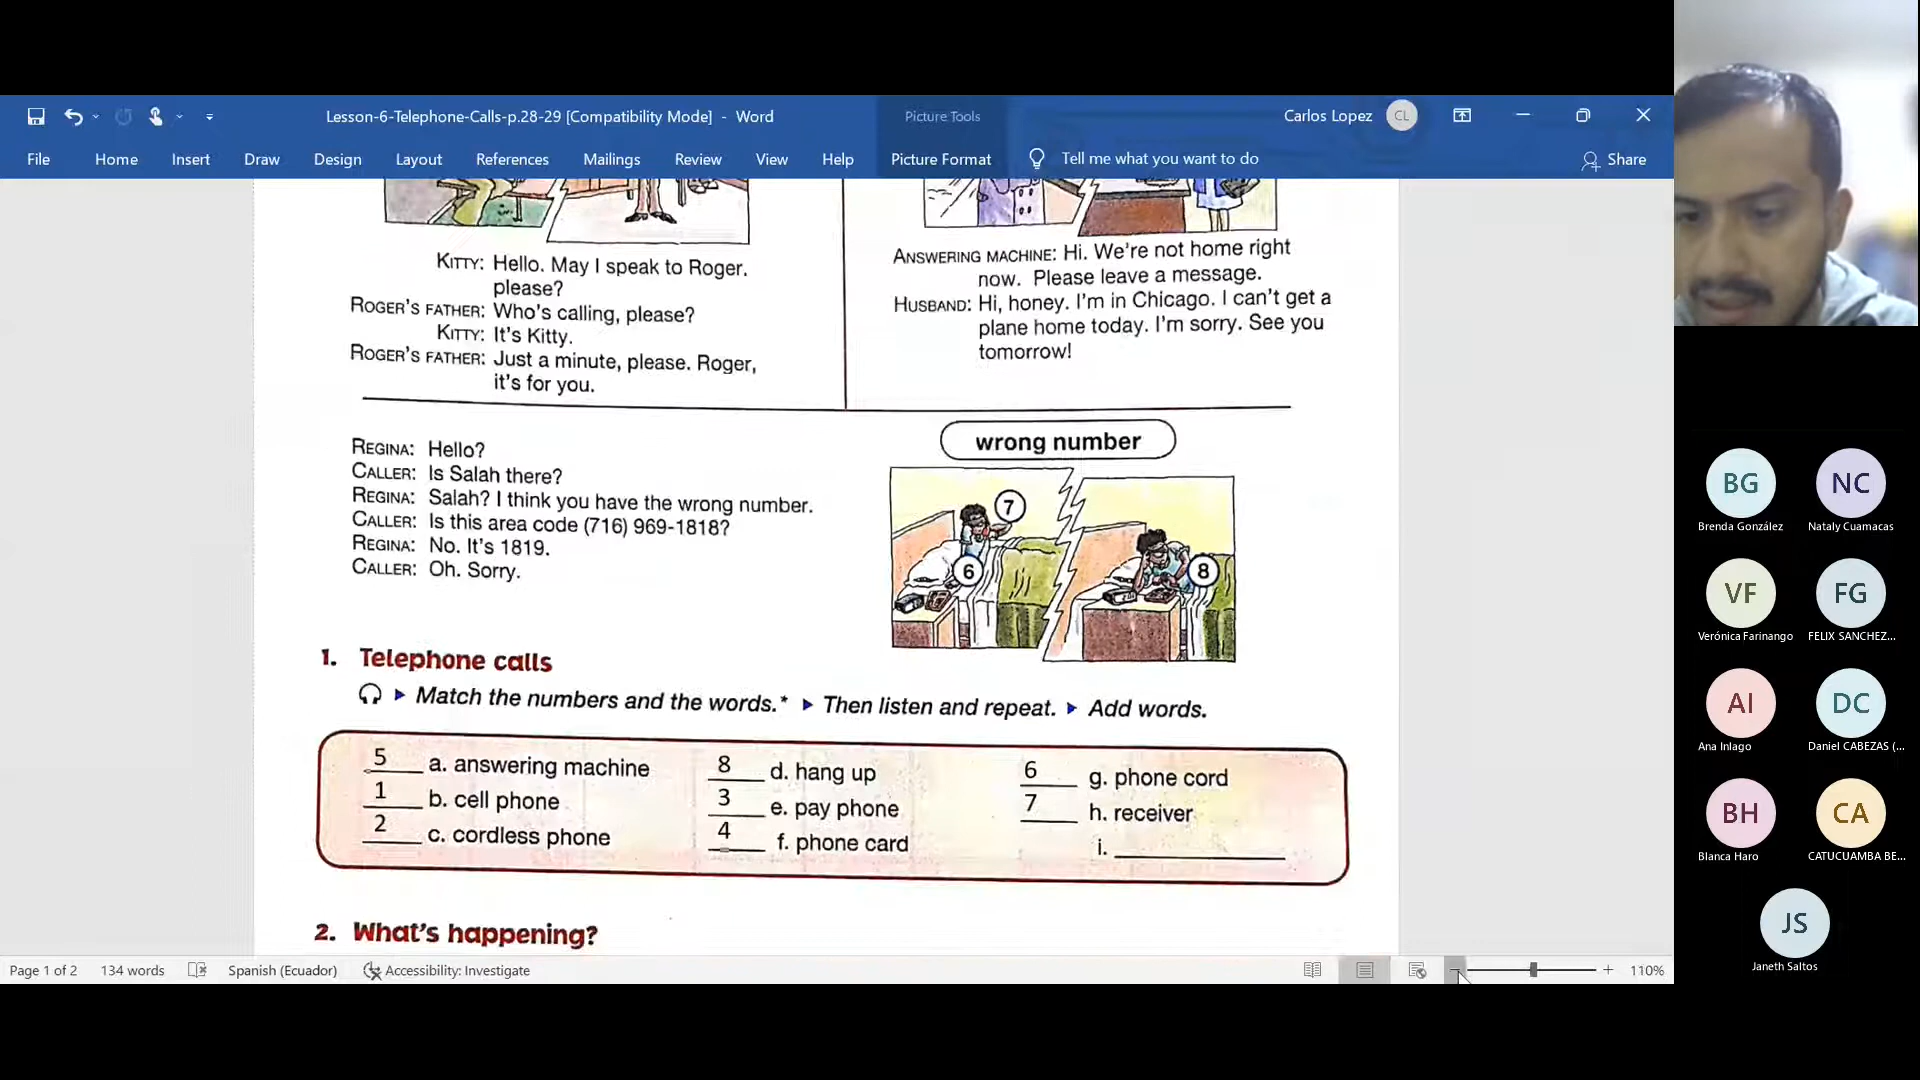 Lesson-6-Telephone-Calls-p.28-29 [Compatibility Mode] - Word
Picture Tools
Carlos Lopez
CL
File Home Insert Draw Design Layout References Mailings Review View Help Picture Format Tell me what you want to do Share
KITTY: Hello. May I speak to Roger.
please?
ROGER'S FATHER: Who's calling, please?
KITTY: It's Kitty.
ROGER'S FATHER: Just a minute, please. Roger,
it's for you.
ANSWERING MACHINE: Hi. We're not home right
now. Please leave a message.
HUSBAND: Hi, honey. I'm in Chicago. I can't get a
plane home today. I'm sorry. See you
tomorrow!
REGINA: Hello?
CALLER: Is Salah there?
REGINA: Salah? I think you have the wrong number.
CALLER: Is this area code (716) 969-1818?
REGINA: No. It's 1819.
CALLER: Oh. Sorry.
wrong number
7
6
8
1. Telephone calls
Match the numbers and the words.* Then listen and repeat. Add words.
5 a. answering machine
1 b. cell phone
2 c. cordless phone
8 d. hang up
3 e. pay phone
4 f. phone card
6 g. phone cord
7 h. receiver
i. 
2. What's happening?
Page 1 of 2 134 words Spanish (Ecuador) Accessibility: Investigate 110%
BG
Brenda González
NC
Nataly Cuamacas
VF
Verónica Farinango
FG
FELIX SANCHEZ...
AI
Ana Inlago
DC
Daniel CABEZAS (...
BH
Blanca Haro
CA
CATUCUAMBA BE...
JS
Janeth Saltos